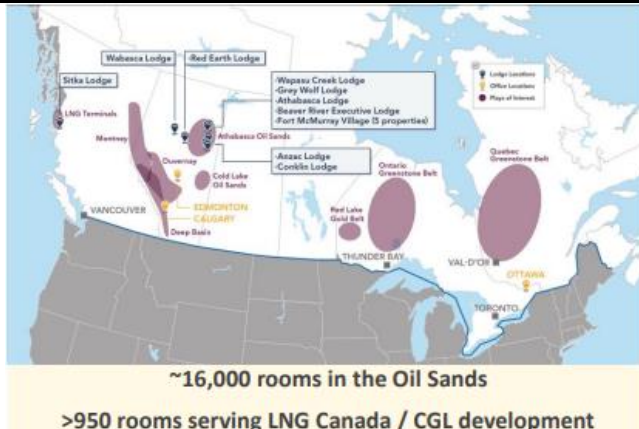 Wabasca Lodge
-Red Earth Lodge
Sitka Lodge
-Wapasu Creek Lodge
-Grey Wolf Lodge
-Athabasca Lodge
-Beaver River Executive Lodge
-Fort McMurray Village (5 properties)
Lodge Locations
Office Locations
Plays of Interest
LNG Terminals
Montney
Athabasca Oil Sands
Duvernay
-Anzac Lodge
-Conklin Lodge
Cold Lake
Oil Sands
Ontario
Greenstone Belt
Quebec
Greenstone Belt
EDMONTON
CALGARY
VANCOUVER
Red Lake
Gold Belt
Deep Basin
THUNDER BAY
VAL-D'OR
OTTAWA
TORONTO
~16,000 rooms in the Oil Sands
>950 rooms serving LNG Canada / CGL development